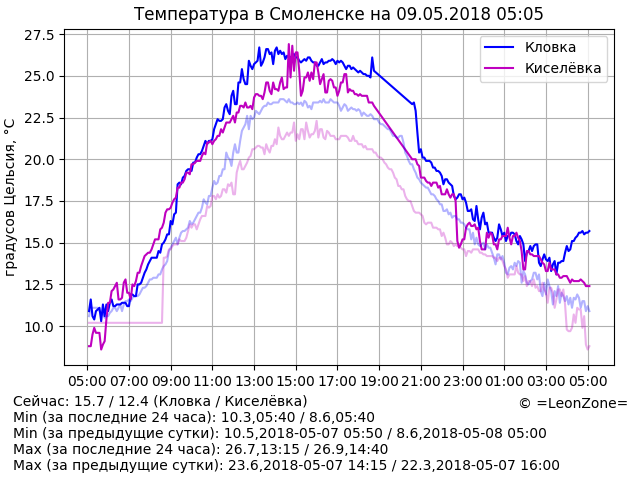 Температура в Смоленске на 09.05.2018 05:05
27.5
25.0
22.5
20.0
17.5
15.0
12.5
10.0
градусов Цельсия, °C
Кловка
Киселёвка
05:00 07:00 09:00 11:00 13:00 15:00 17:00 19:00 21:00 23:00 01:00 03:00 05:00
Сейчас: 15.7 / 12.4 (Кловка / Киселёвка)
© =LeonZone=
Min (за последние 24 часа): 10.3,05:40 / 8.6,05:40
Min (за предыдущие сутки): 10.5,2018-05-07 05:50 / 8.6,2018-05-08 05:00
Max (за последние 24 часа): 26.7,13:15 / 26.9,14:40
Max (за предыдущие сутки): 23.6,2018-05-07 14:15 / 22.3,2018-05-07 16:00